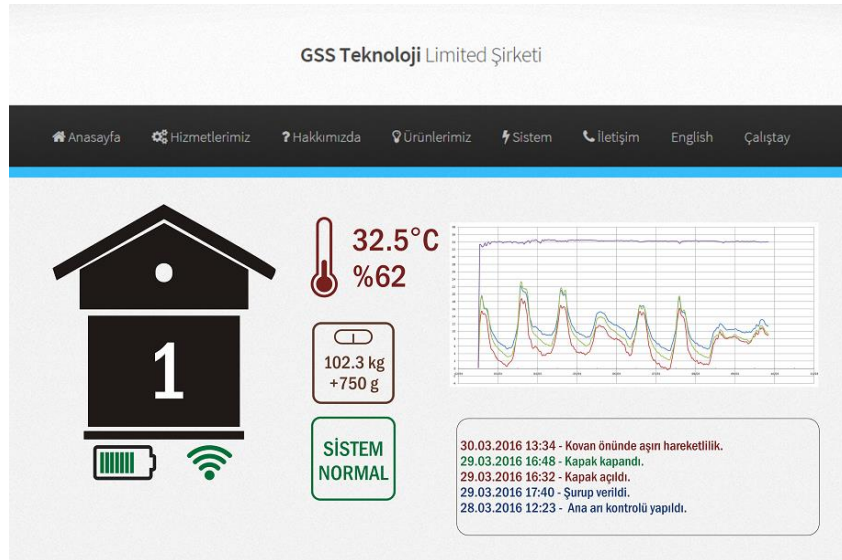 GSS Teknoloji Limited Şirketi
Anasayfa Hizmetlerimiz Hakkımızda Ürünlerimiz Sistem İletişim English Çalıştay
1
32.5°C
%62
102.3 kg
+750 g
SİSTEM
NORMAL
30.03.2016 13:34 - Kovan önünde aşırı hareketlilik.
29.03.2016 16:48 - Kapak kapandı.
29.03.2016 16:32 - Kapak açıldı.
29.03.2016 17:40 - Şurup verildi.
28.03.2016 12:23 - Ana arı kontrolü yapıldı.